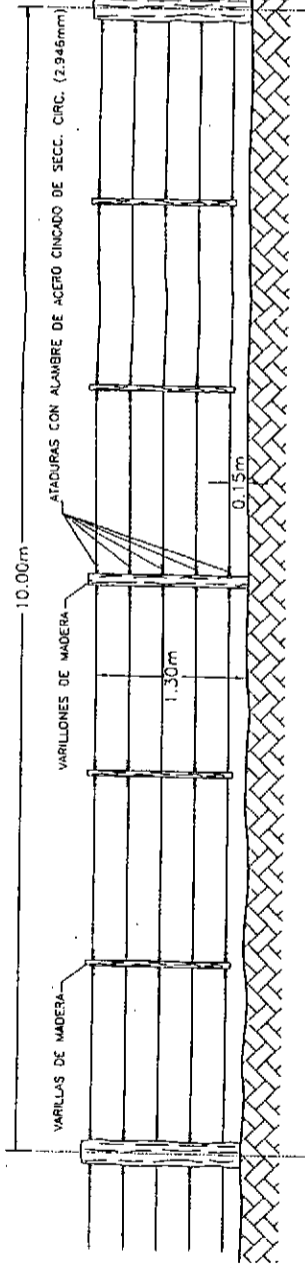 10.00m
ATADURAS CON ALAMBRE DE ACERO CINCADO DE SECC. CIRC. (2.946mm)
VARILLONES DE MADERA
VARILLAS DE MADERA
1.30m
0.15m